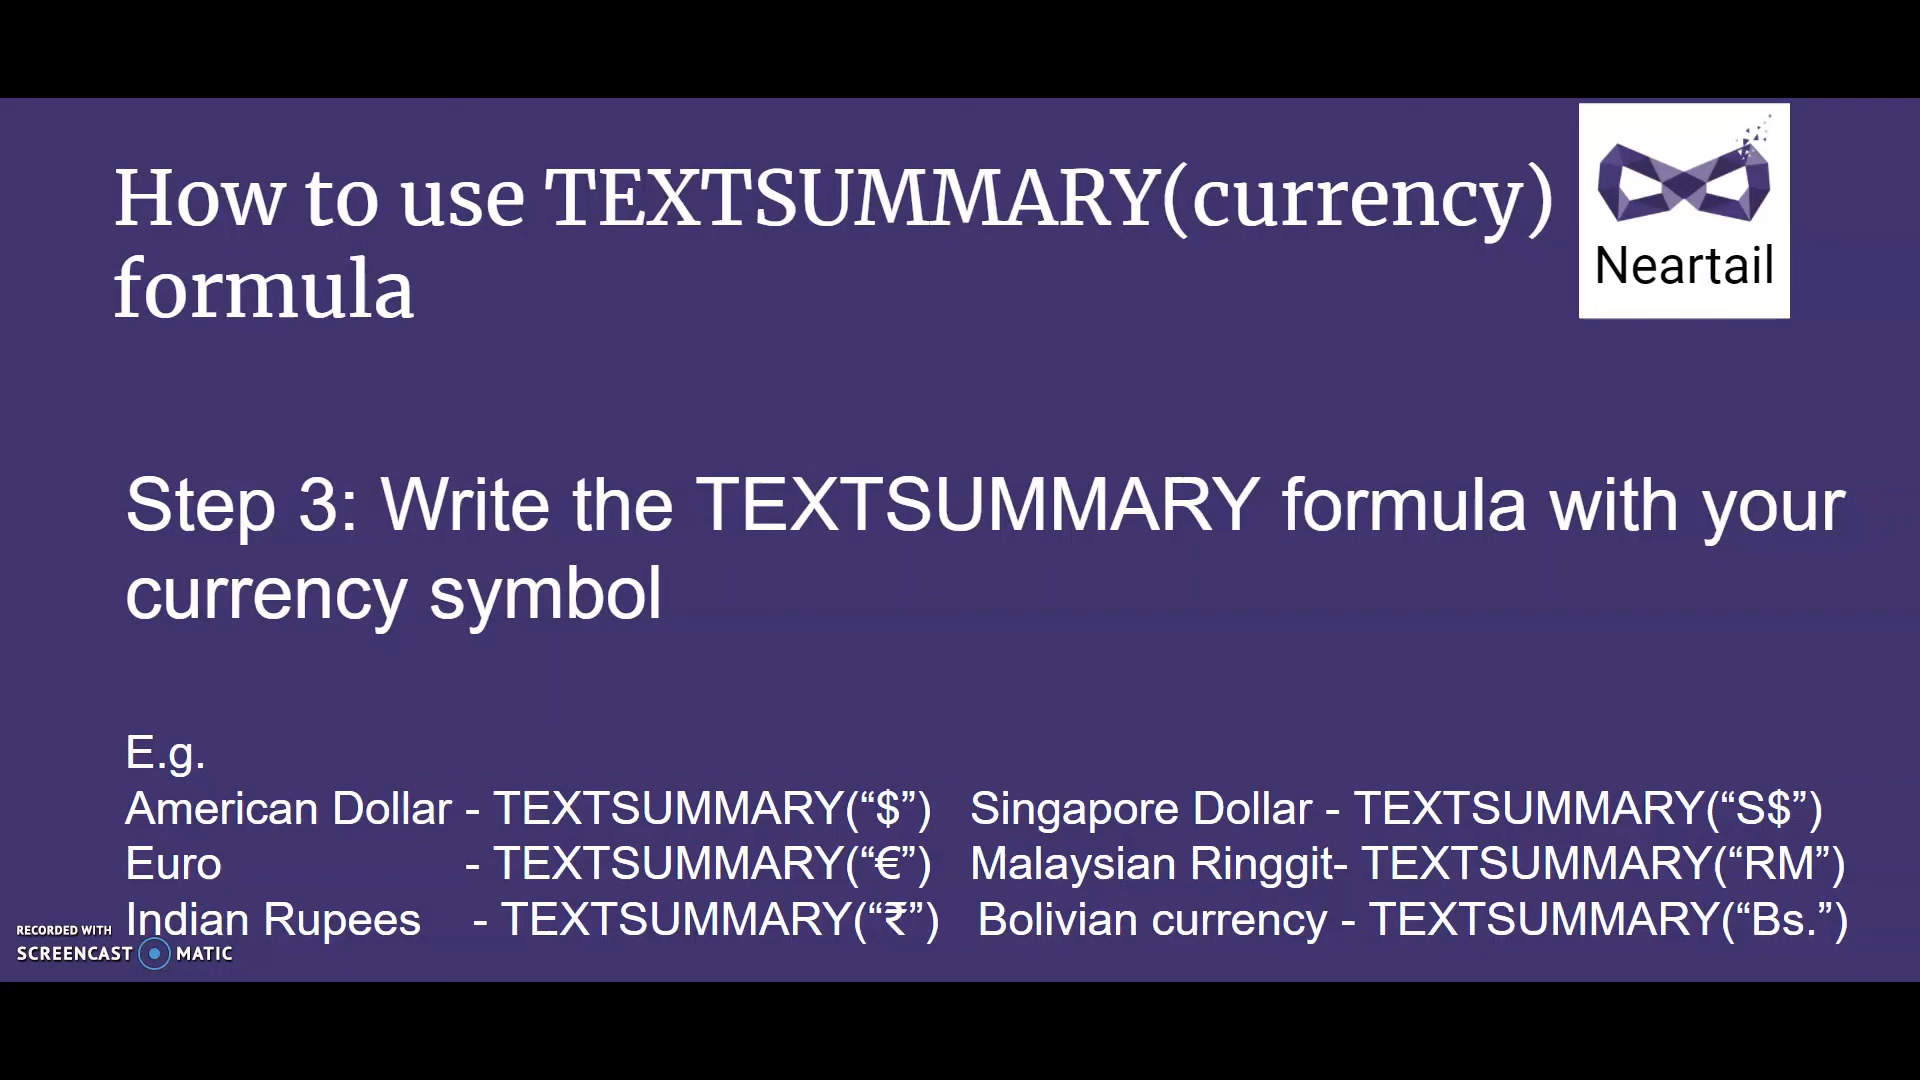 How to use TEXTSUMMARY(currency)
formula
Neartail
Step 3: Write the TEXTSUMMARY formula with your
currency symbol
E.g.
American Dollar - TEXTSUMMARY(“$”) Singapore Dollar - TEXTSUMMARY(“S$”)
Euro - TEXTSUMMARY(“€”) Malaysian Ringgit- TEXTSUMMARY(“RM”)
Indian Rupees - TEXTSUMMARY(“₹”) Bolivian currency - TEXTSUMMARY(“Bs.”)
RECORDED WITH
SCREENCAST MATIC